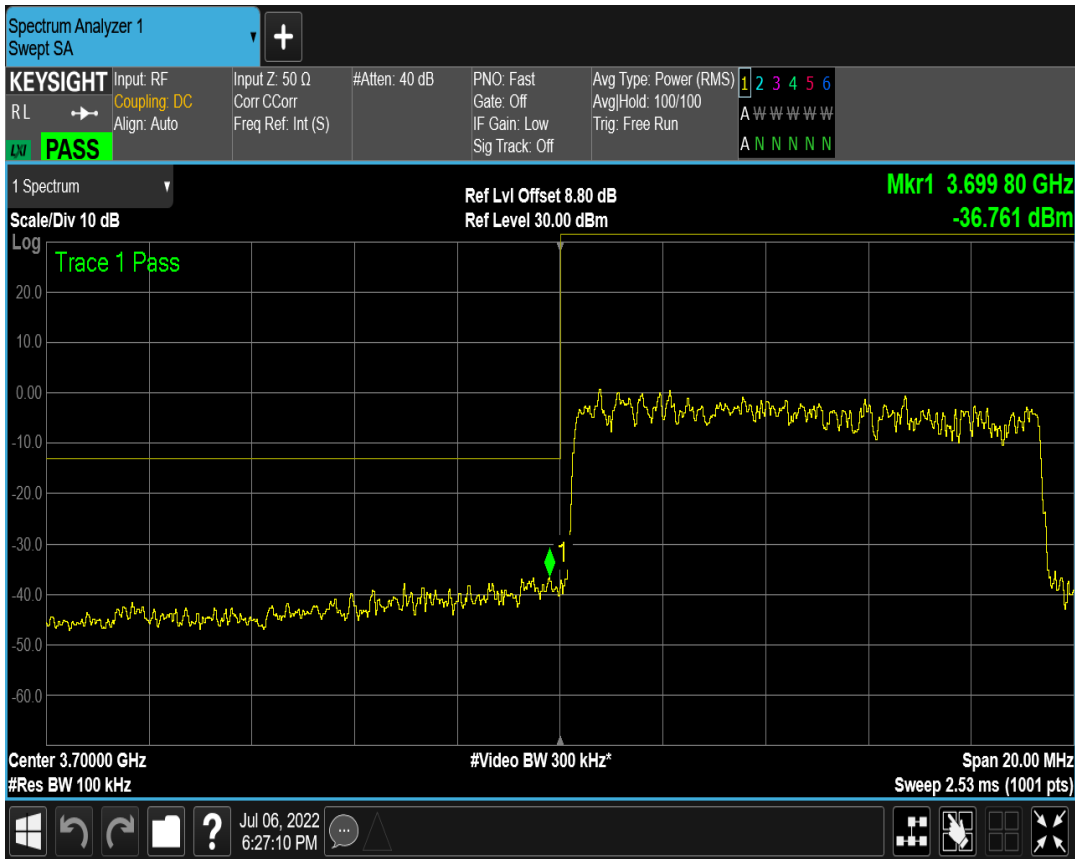 Spectrum Analyzer 1
Swept SA
KEYSIGHT
R L
LXI PASS
Input: RF
Coupling: DC
Align: Auto
Input Z: 50 Ω
Corr CCorr
Freq Ref: Int (S)
#Atten: 40 dB
PNO: Fast
Gate: Off
IF Gain: Low
Sig Track: Off
Avg Type: Power (RMS)
Avg|Hold: 100/100
Trig: Free Run
1 2 3 4 5 6
A W W W W W
A N N N N N
1 Spectrum
Scale/Div 10 dB
Ref Lvl Offset 8.80 dB
Ref Level 30.00 dBm
Mkr1 3.699 80 GHz
-36.761 dBm
Log
Trace 1 Pass
20.0
10.0
0.00
-10.0
-20.0
-30.0
1
-40.0
-50.0
-60.0
Center 3.70000 GHz
#Res BW 100 kHz
#Video BW 300 kHz*
Span 20.00 MHz
Sweep 2.53 ms (1001 pts)
?
Jul 06, 2022
6:27:10 PM